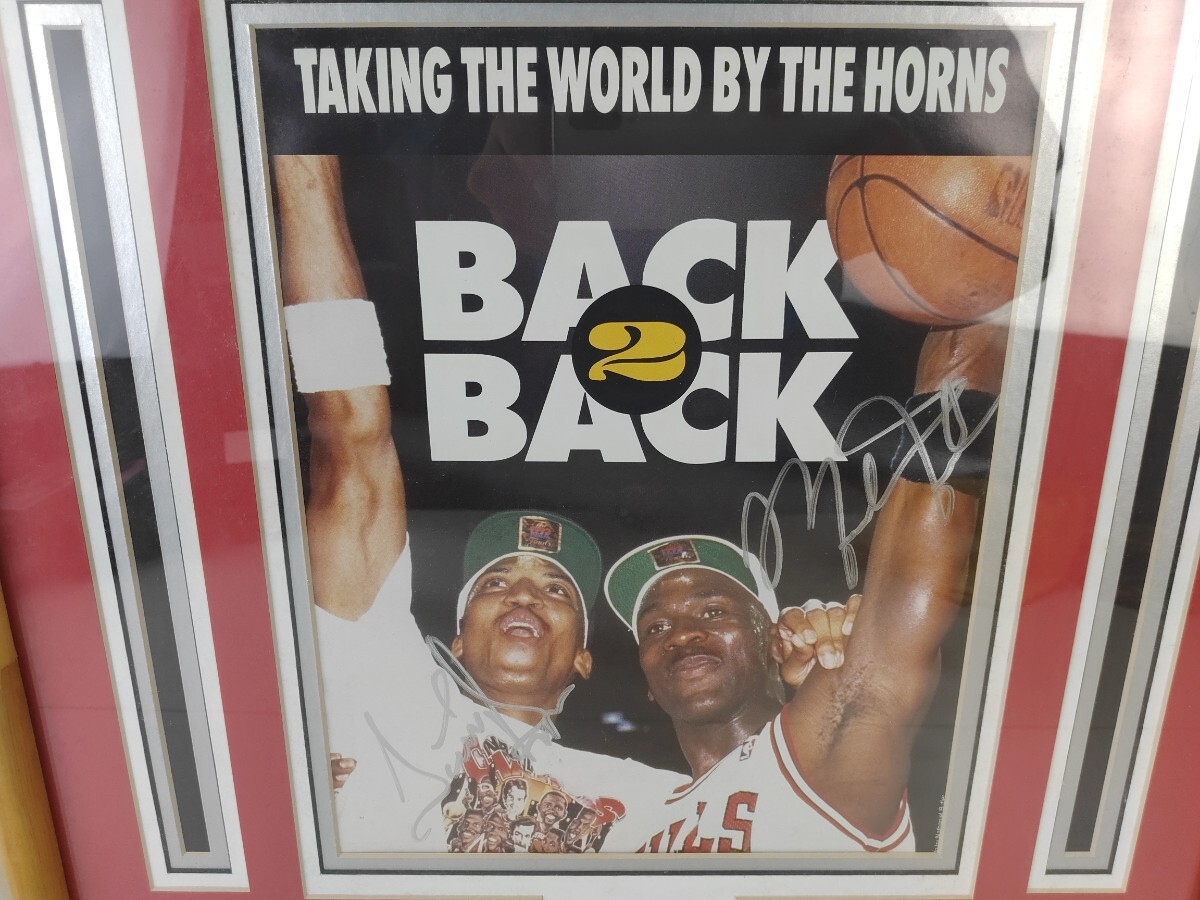 TAKING THE WORLD BY THE HORNS
BACK
2
BACK